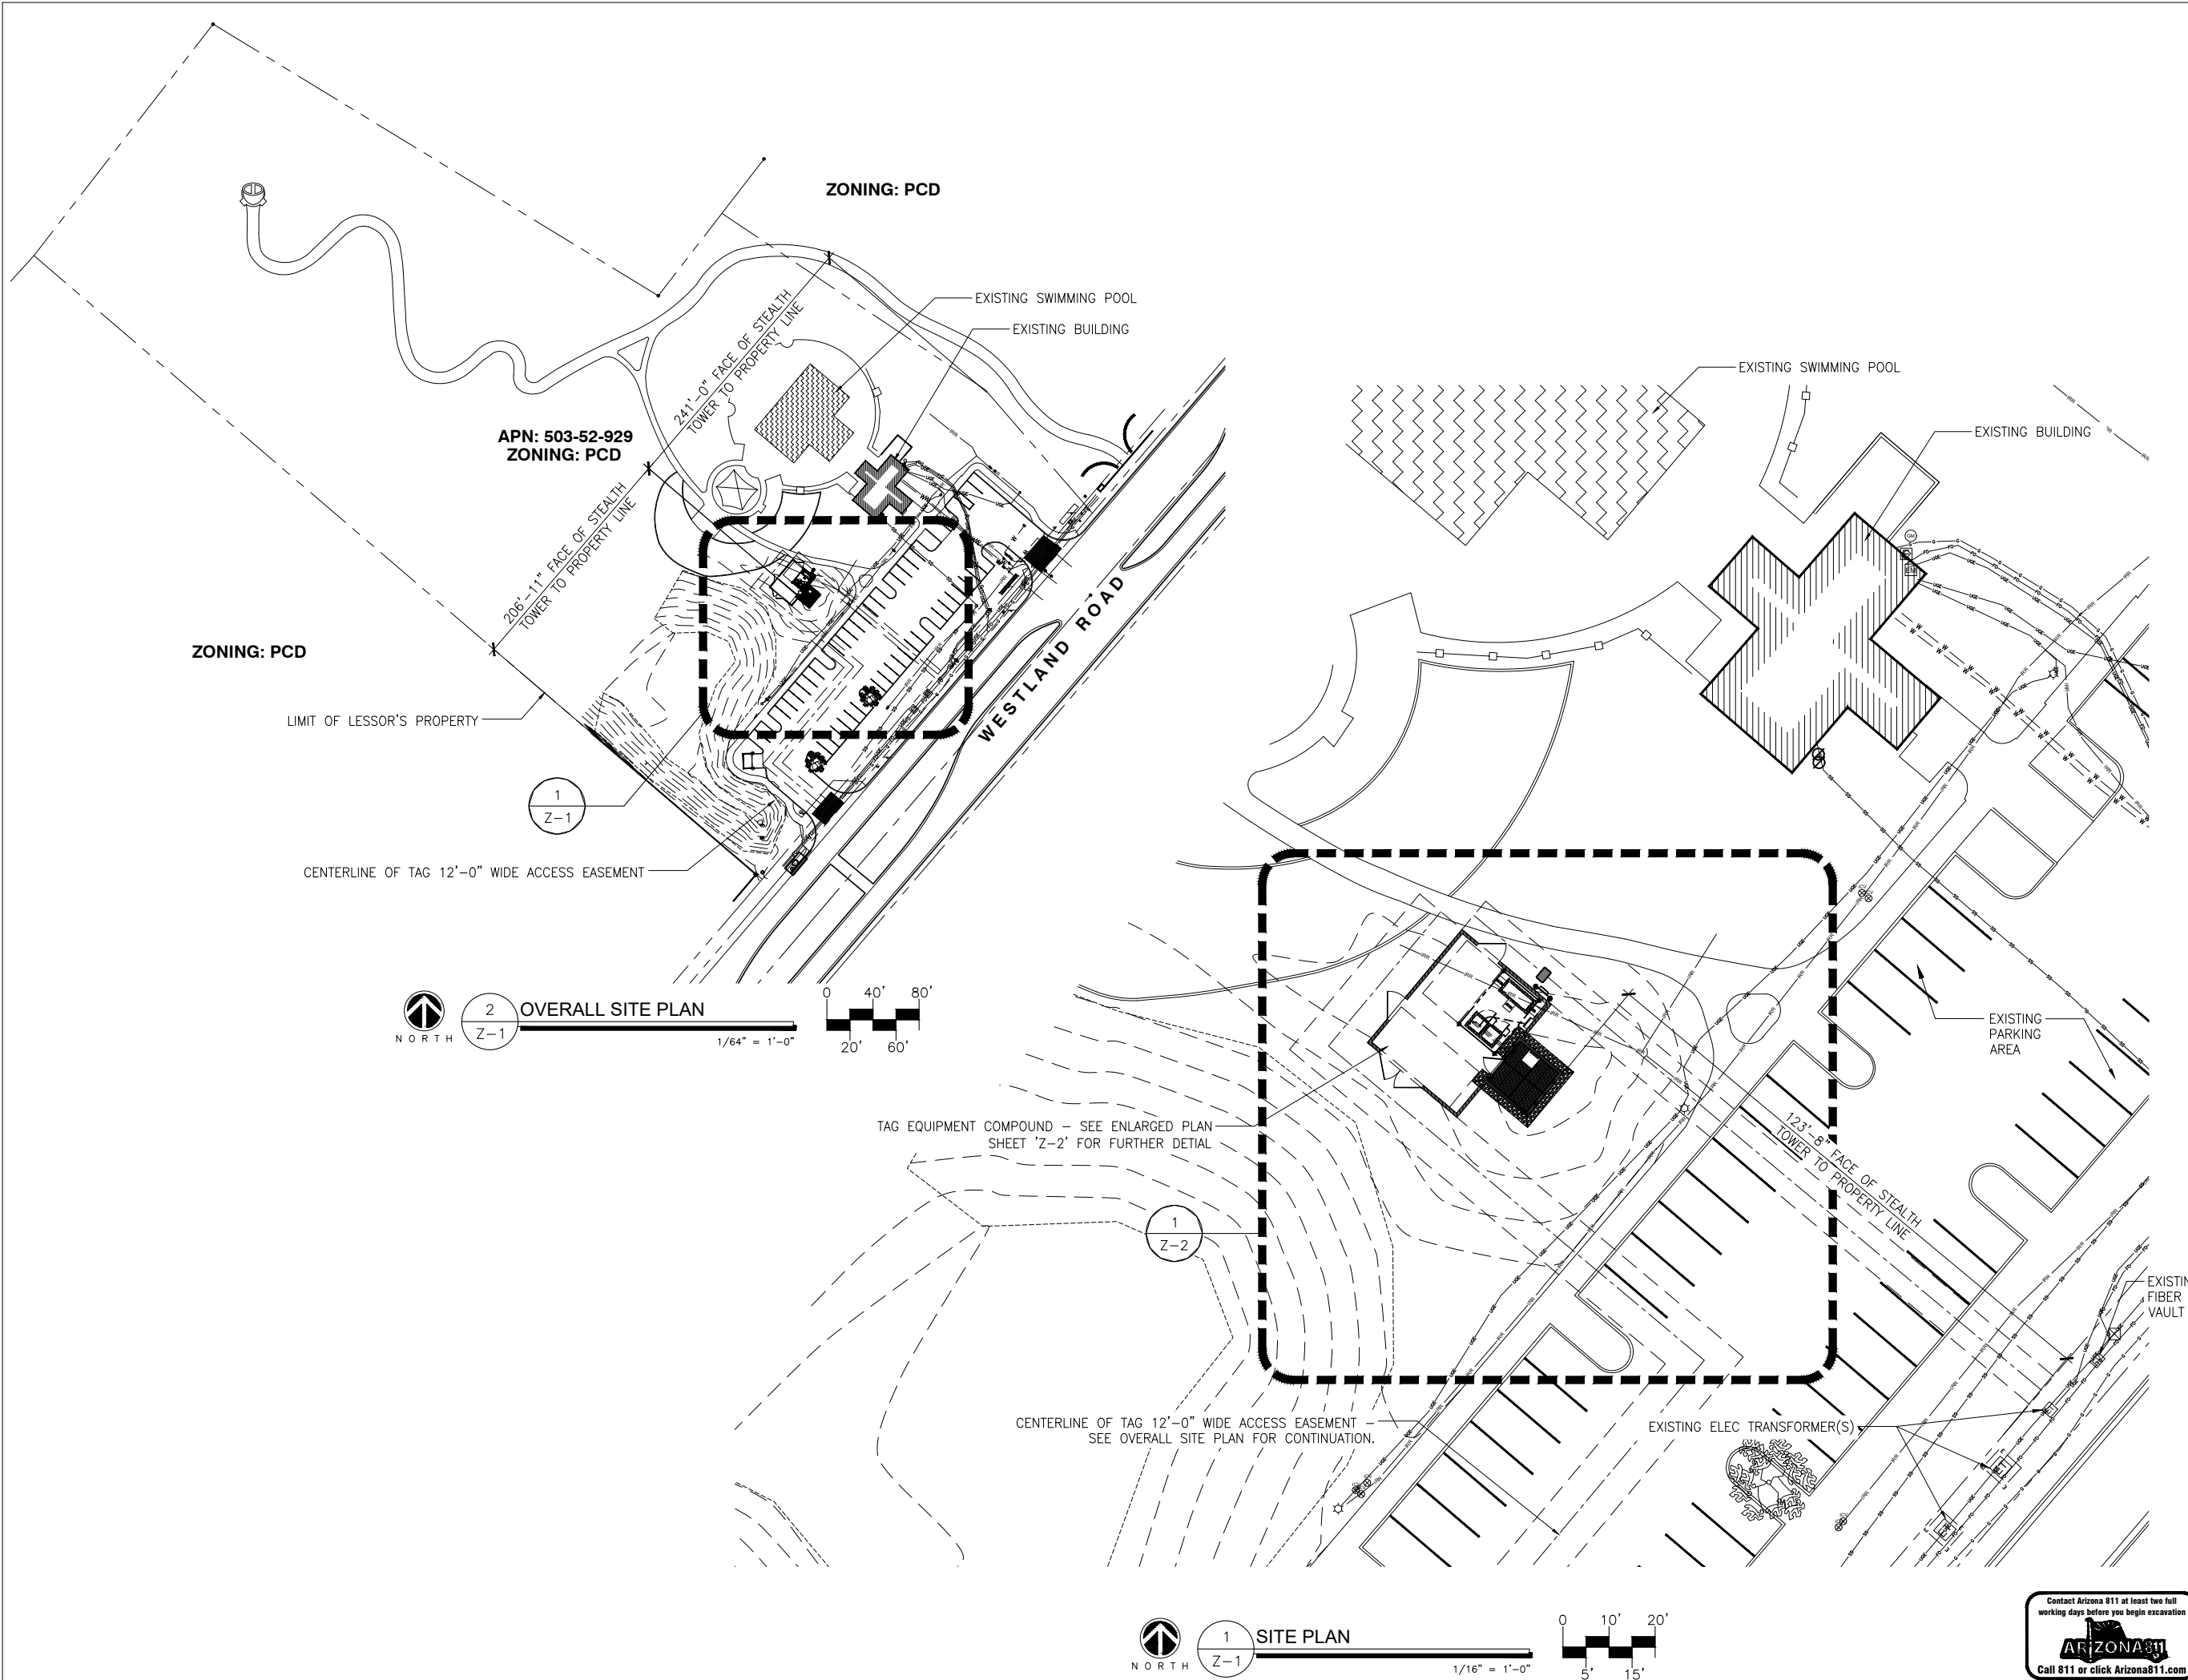 ZONING: PCD
EXISTING SWIMMING POOL
EXISTING BUILDING
241'-0" FACE OF STEALTH
TOWER TO PROPERTY LINE
APN: 503-52-929
ZONING: PCD
206'-11" FACE OF STEALTH
TOWER TO PROPERTY LINE
ZONING: PCD
LIMIT OF LESSOR'S PROPERTY
WESTLAND ROAD
1
Z-1
CENTERLINE OF TAG 12'-0" WIDE ACCESS EASEMENT
NORTH
2
Z-1
OVERALL SITE PLAN
1/64" = 1'-0"
0 40' 80'
20' 60'
EXISTING SWIMMING POOL
EXISTING BUILDING
GM
EM
EXISTING
PARKING
AREA
TAG EQUIPMENT COMPOUND - SEE ENLARGED PLAN
SHEET 'Z-2' FOR FURTHER DETIAL
123'-8" FACE OF STEALTH
TOWER TO PROPERTY LINE
1
Z-2
EXISTIN
FIBER
VAULT
CENTERLINE OF TAG 12'-0" WIDE ACCESS EASEMENT -
SEE OVERALL SITE PLAN FOR CONTINUATION.
EXISTING ELEC TRANSFORMER(S)
NORTH
1
Z-1
SITE PLAN
1/16" = 1'-0"
0 10' 20'
5' 15'
Contact Arizona 811 at least two full
working days before you begin excavation
ARIZONA811
Call 811 or click Arizona811.com